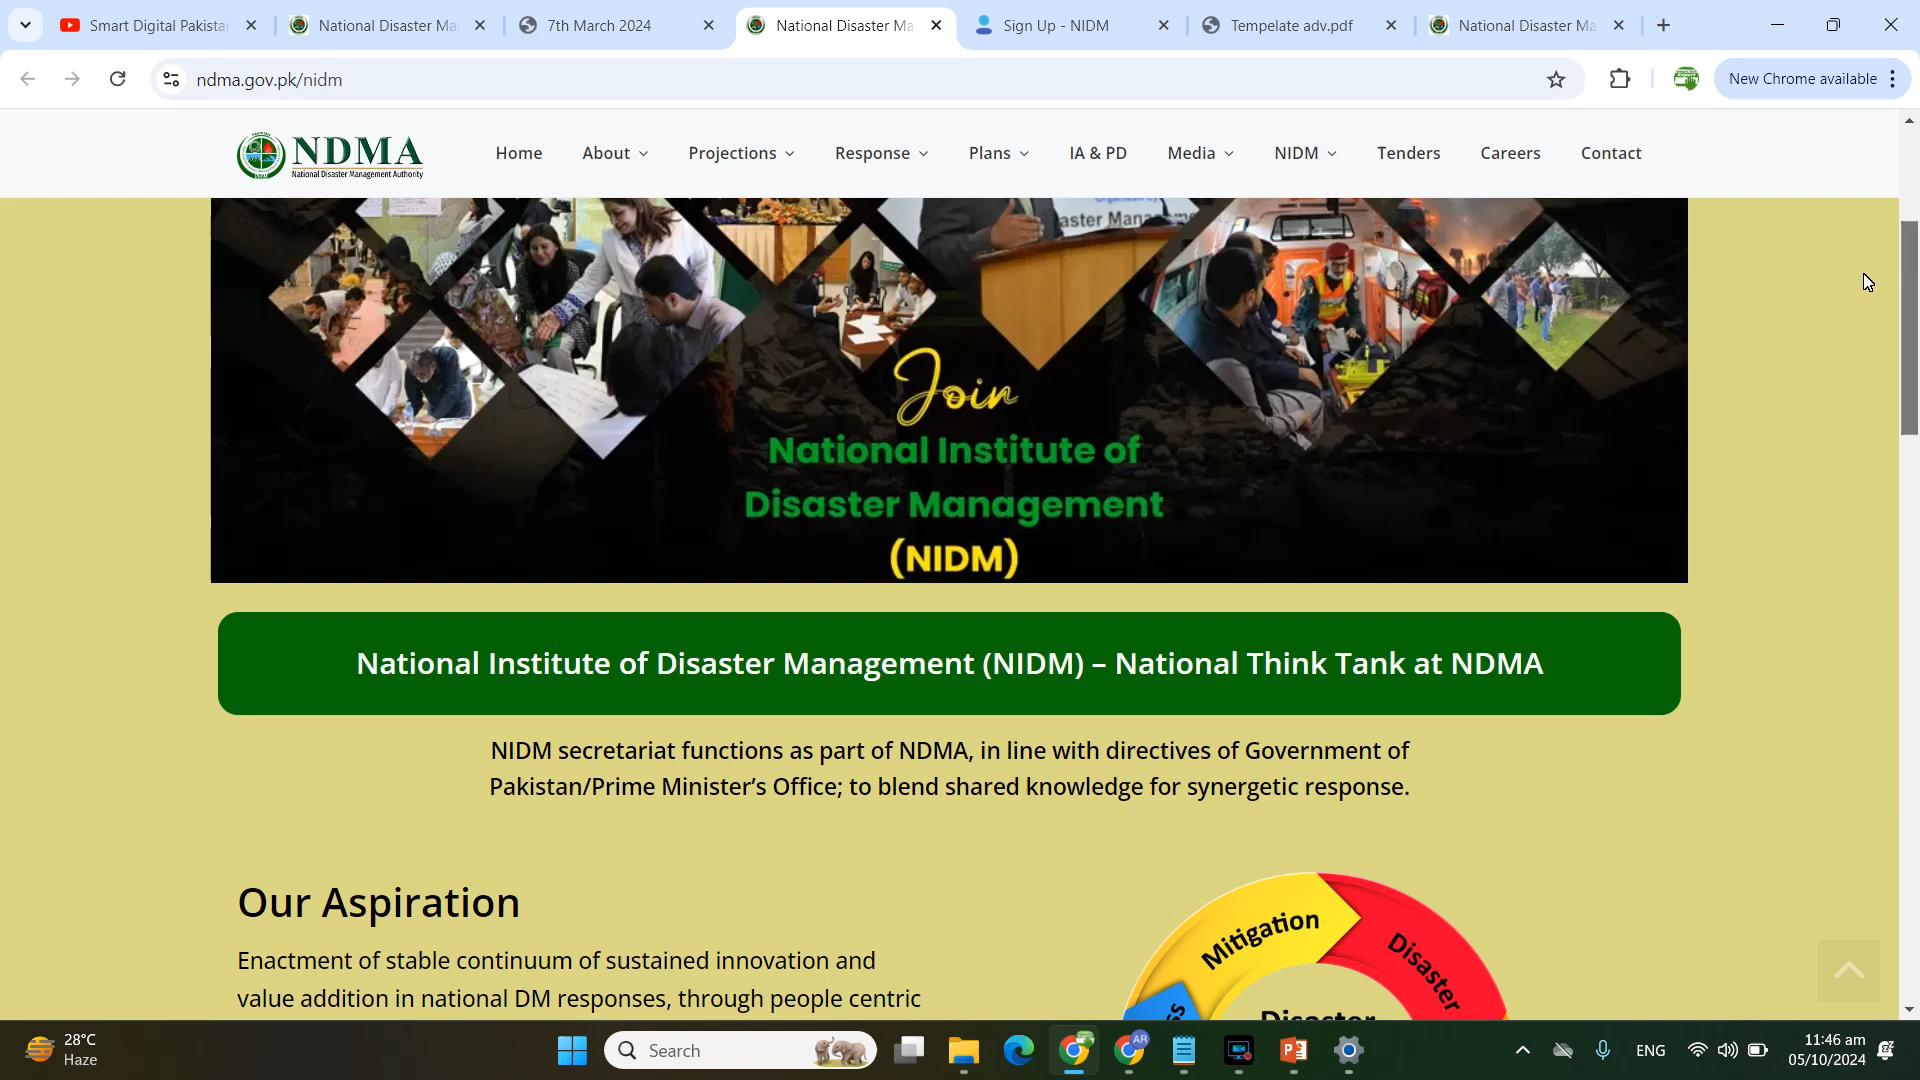 Smart Digital Pakistan
National Disaster Ma
7th March 2024
National Disaster Ma
Sign Up - NIDM
Tempelate adv.pdf
National Disaster Ma
ndma.gov.pk/nidm
New Chrome available
NDMA
National Disaster Management Authority
Home
About
Projections
Response
Plans
IA & PD
Media
NIDM
Tenders
Careers
Contact
aster Manageme
Join
National Institute of
Disaster Management
(NIDM)
National Institute of Disaster Management (NIDM) – National Think Tank at NDMA
NIDM secretariat functions as part of NDMA, in line with directives of Government of
Pakistan/Prime Minister’s Office; to blend shared knowledge for synergetic response.
Our Aspiration
Enactment of stable continuum of sustained innovation and
value addition in national DM responses, through people centric
Mitigation
Disaster
Disaster
28°C
Haze
Search
AR
ENG
11:46 am
05/10/2024